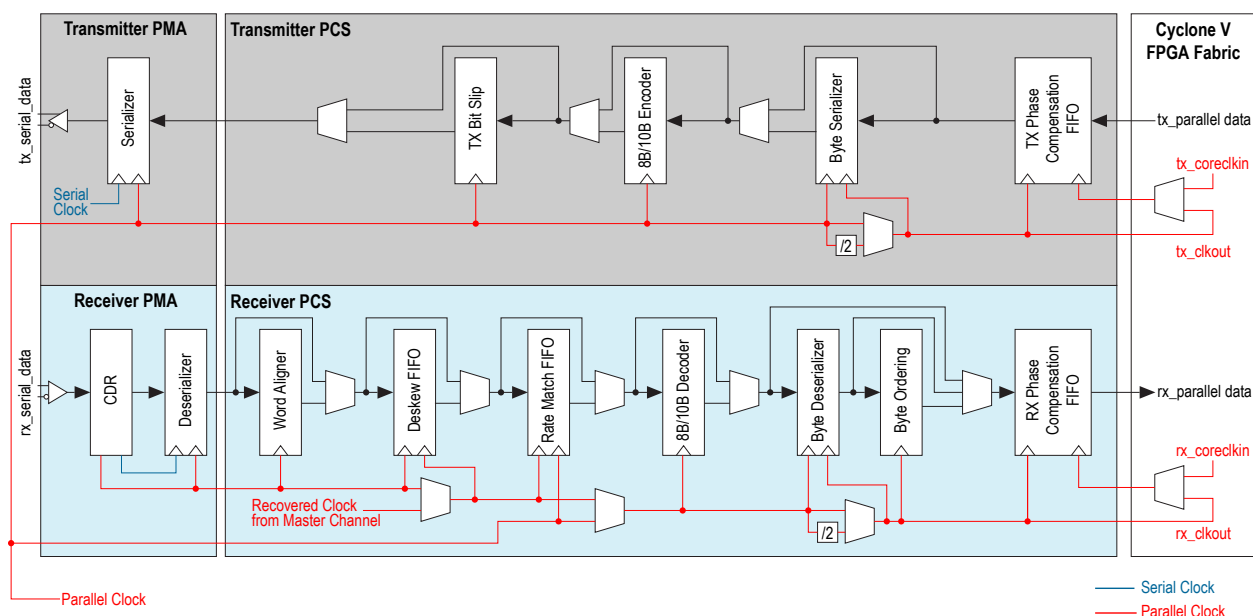 Transmitter PMA
Transmitter PCS
Cyclone V
FPGA Fabric
tx_serial_data
Serializer
TX Bit Slip
8B/10B Encoder
Byte Serializer
TX Phase
Compensation
FIFO
tx_parallel data
tx_coreclkin
Serial
Clock
/2
tx_clkout
Receiver PMA
Receiver PCS
rx_serial_data
CDR
Deserializer
Word Aligner
Deskew FIFO
Rate Match FIFO
8B/10B Decoder
Byte Deserializer
Byte Ordering
RX Phase
Compensation
FIFO
rx_parallel data
rx_coreclkin
Recovered Clock
from Master Channel
/2
rx_clkout
Parallel Clock
Serial Clock
Parallel Clock